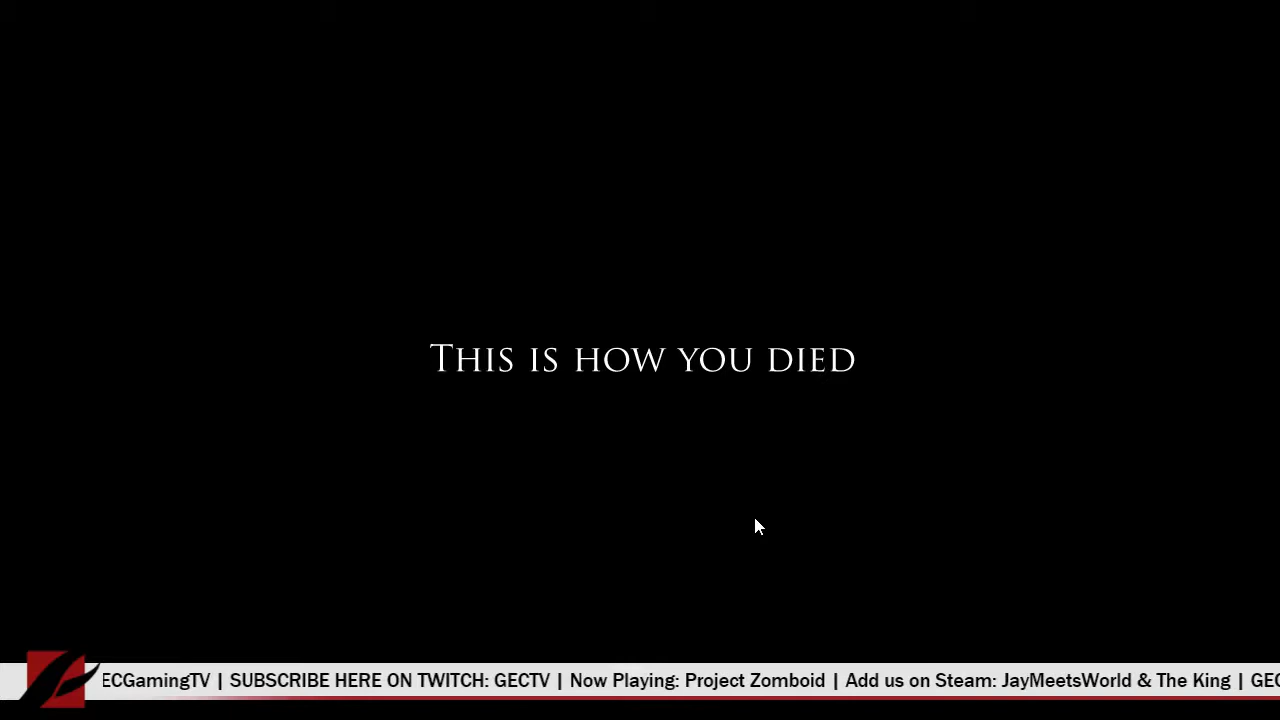 This is how you died
ECGamingTV | SUBSCRIBE HERE ON TWITCH: GECTV | Now Playing: Project Zomboid | Add us on Steam: JayMeetsWorld & The King | GEC